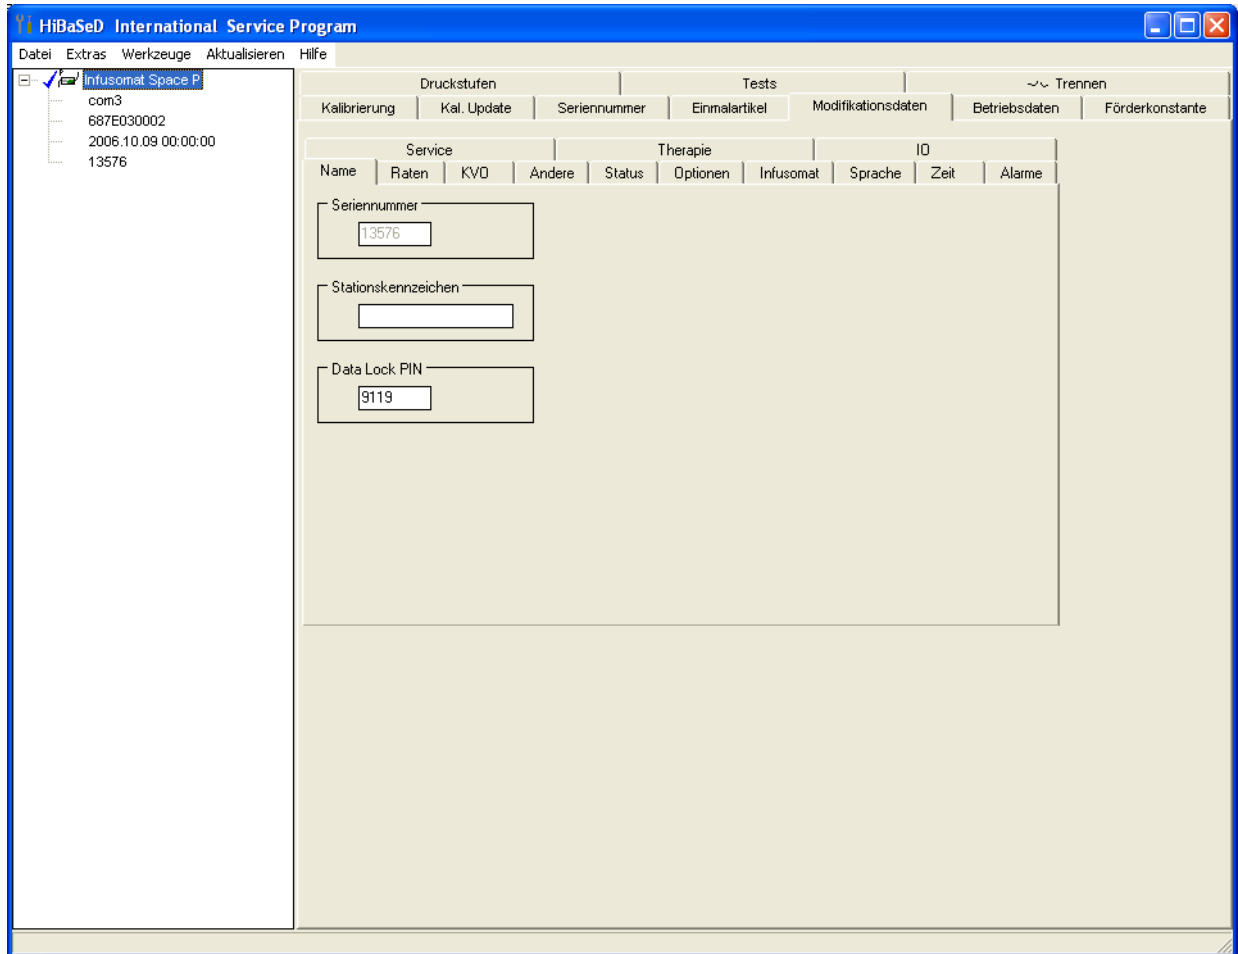 HiBaSeD International Service Program
Datei Extras Werkzeuge Aktualisieren Hilfe
Infusomat Space P
com3
687E030002
2006.10.09 00:00:00
13576
Druckstufen Tests Trennen
Kalibrierung Kal. Update Seriennummer Einmalartikel Modifikationsdaten Betriebsdaten Förderkonstante
Service Therapie IO
Name Raten KVO Andere Status Optionen Infusomat Sprache Zeit Alarme
Seriennummer
13576
Stationskennzeichen
Data Lock PIN
9119